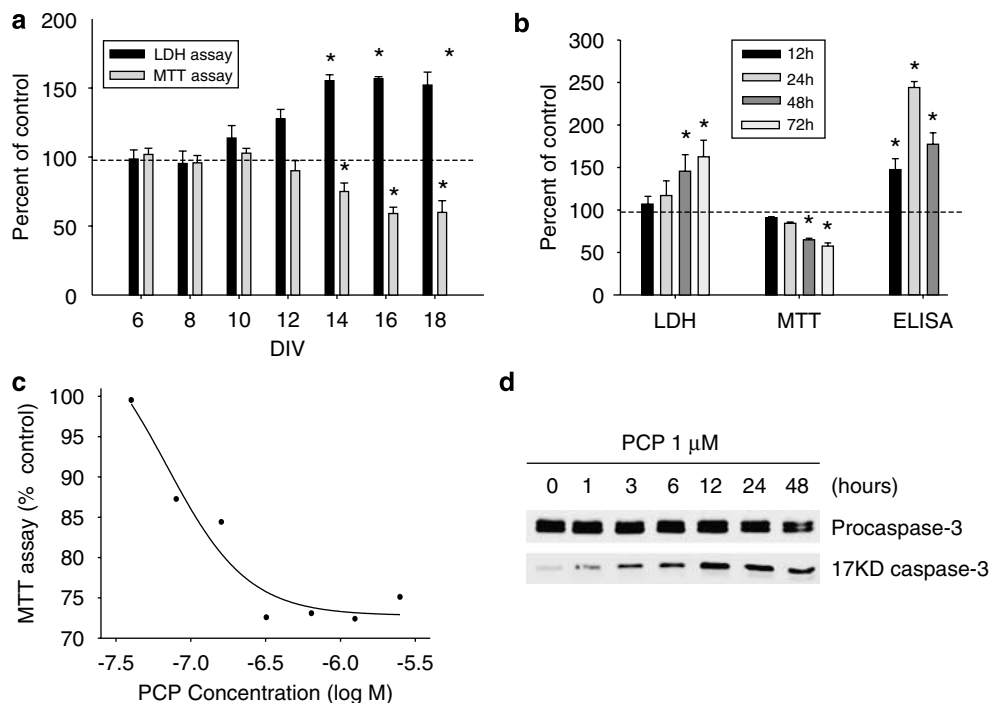 a
200
150
100
50
0
Percent of control
LDH assay
MTT assay
*
*
*
*
*
*
6 8 10 12 14 16 18
DIV
b
300
250
200
150
100
50
0
Percent of control
12h
24h
48h
72h
* *
* *
*
*
*
LDH MTT ELISA
c
100
95
90
85
80
75
70
MTT assay (% control)
-7.5 -7.0 -6.5 -6.0 -5.5
PCP Concentration (log M)
d
PCP 1 μM
0 1 3 6 12 24 48 (hours)
Procaspase-3
17KD caspase-3